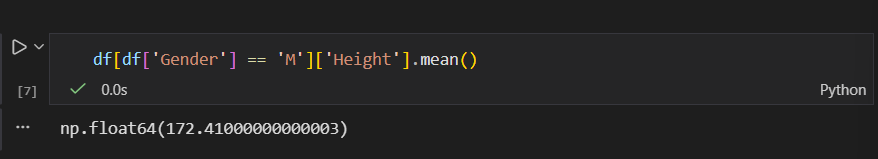 df[df['Gender'] == 'M']['Height'].mean()
[7]
0.0s
Python
np.float64(172.41000000000003)